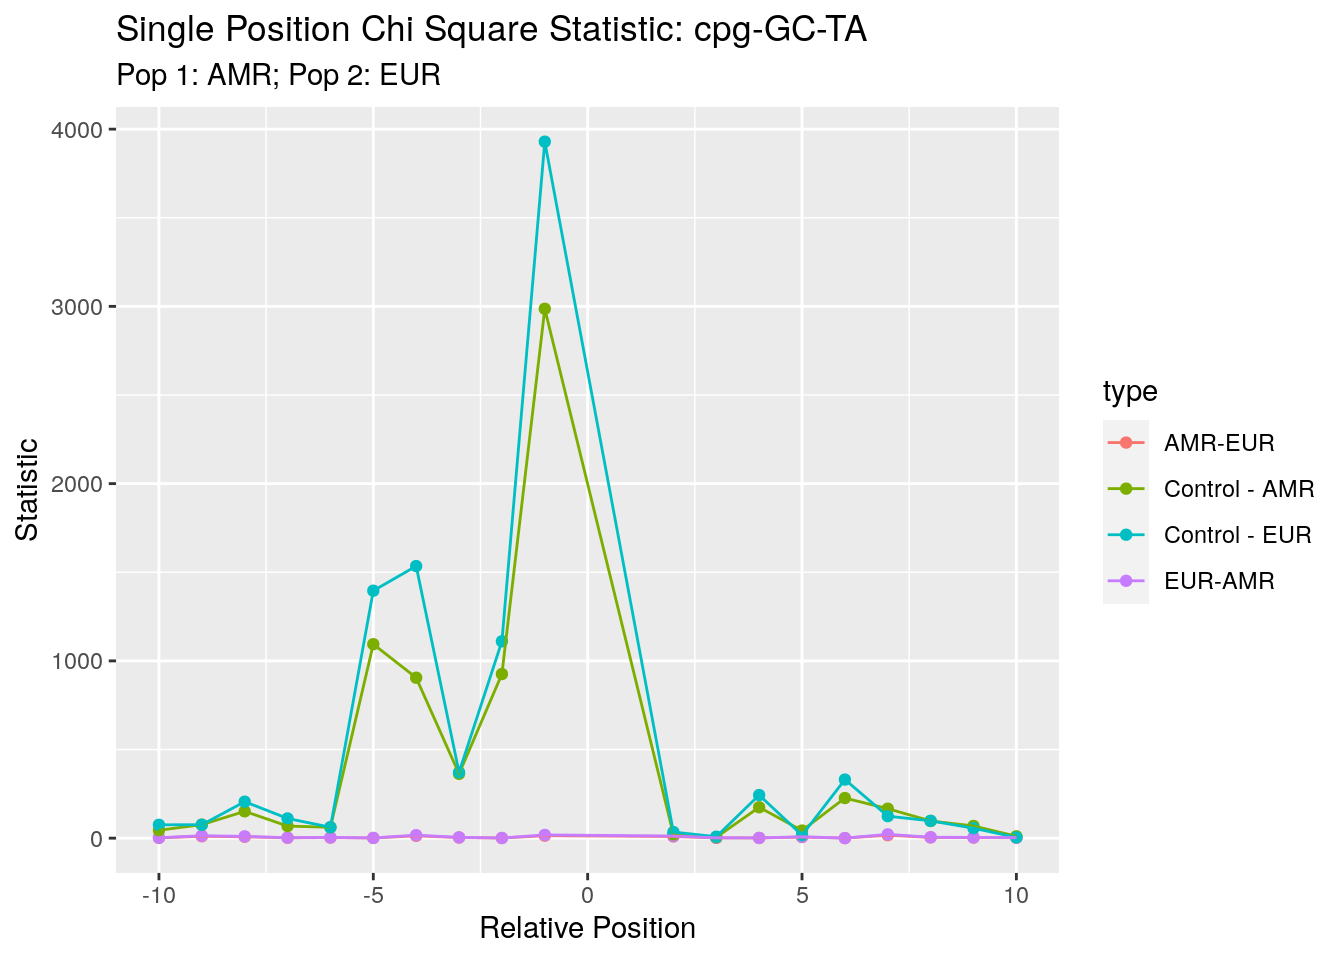 Single Position Chi Square Statistic: cpg-GC-TA
Pop 1: AMR; Pop 2: EUR
4000
3000
2000
1000
0
Statistic
-10
-5
0
5
10
Relative Position
type
AMR-EUR
Control - AMR
Control - EUR
EUR-AMR